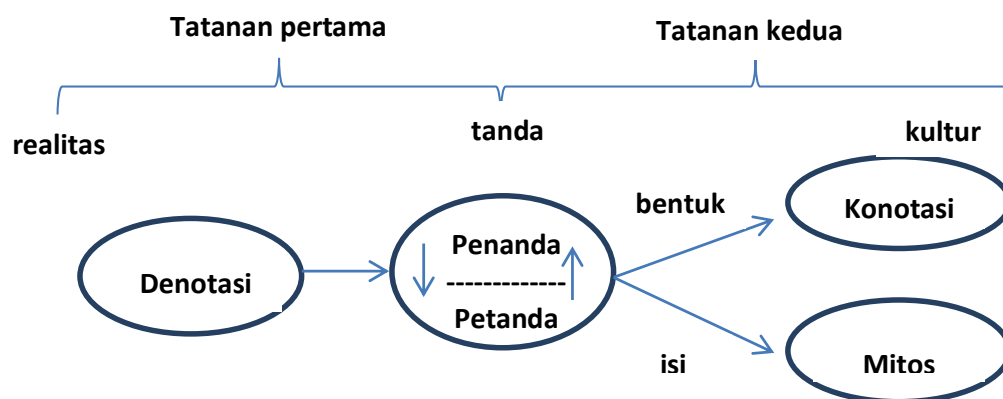 Tatanan pertama
Tatanan kedua
realitas
tanda
kultur
bentuk
Konotasi
Denotasi
Penanda
-------------
Petanda
isi
Mitos